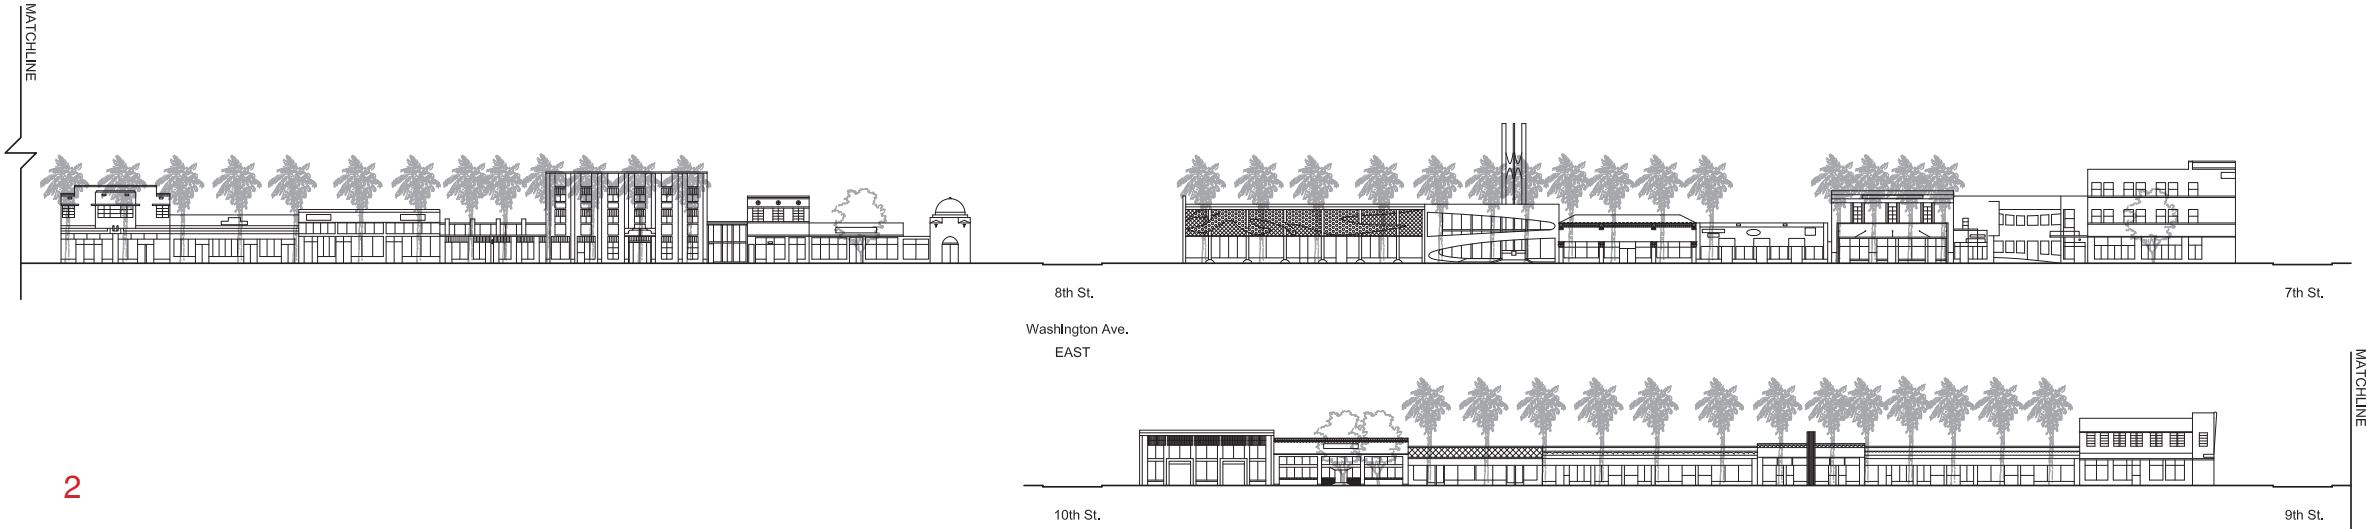 MATCHLINE
8th St.
7th St.
Washington Ave.
EAST
MATCHLINE
2
10th St.
9th St.